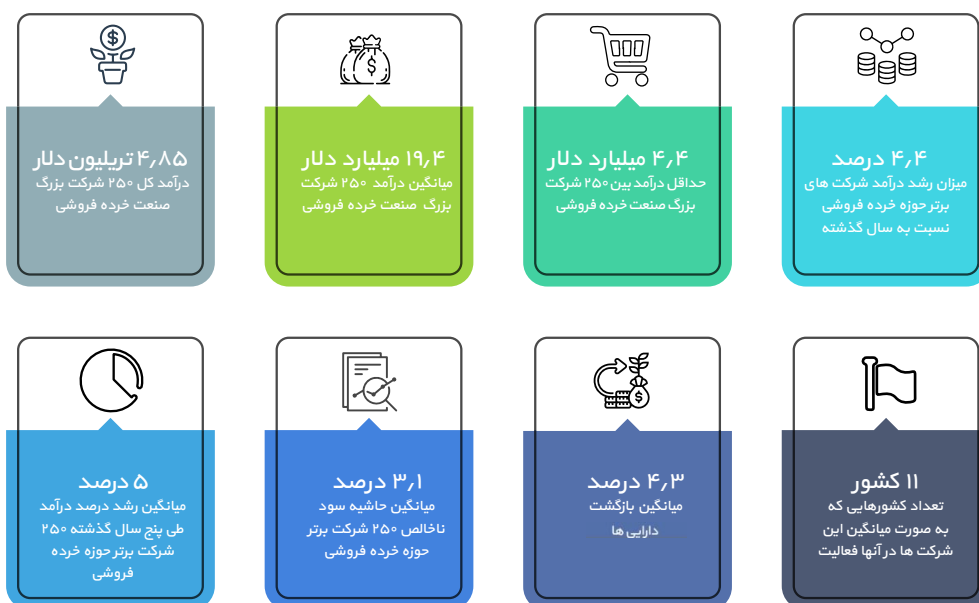 ۴٫۴ درصد
میزان رشد درآمد شرکت های
برتر حوزه خرده فروشی
نسبت به سال گذشته
۴٫۴ میلیارد دلار
حداقل درآمد بین ۲۵۰ شرکت
بزرگ صنعت خرده فروشی
۱۹٫۴ میلیارد دلار
میانگین درآمد ۲۵۰ شرکت
بزرگ صنعت خرده فروشی
۴٫۸۵ تریلیون دلار
درآمد کل ۲۵۰ شرکت بزرگ
صنعت خرده فروشی
۱۱ کشور
تعداد کشورهایی که
به صورت میانگین این
شرکت ها در آنها فعالیت
۴٫۳ درصد
میانگین بازگشت
دارایی ها
۳٫۱ درصد
میانگین حاشیه سود
ناخالص ۲۵۰ شرکت برتر
حوزه خرده فروشی
۵ درصد
میانگین رشد درصد درآمد
طی پنج سال گذشته ۲۵۰
شرکت برتر حوزه خرده
فروشی